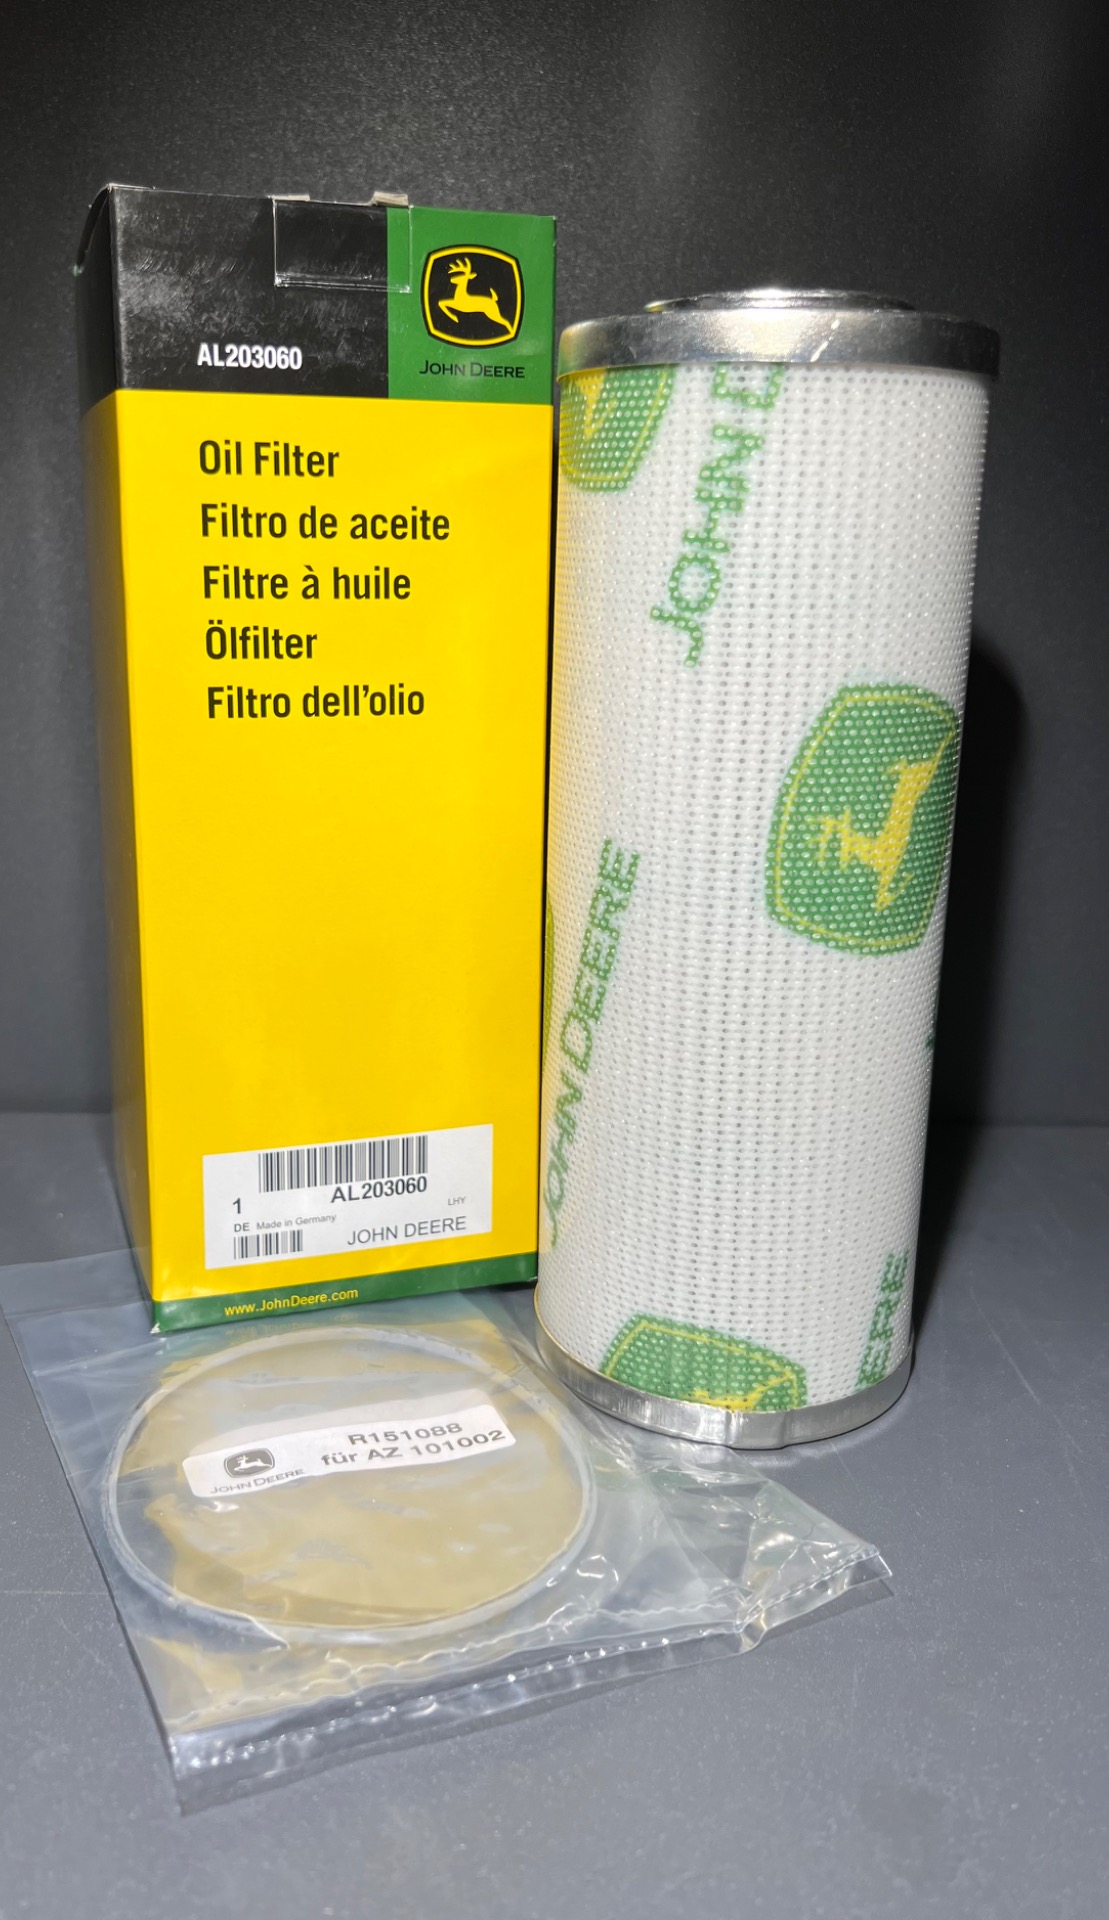 AL203060
JOHN DEERE
Oil Filter
Filtro de aceite
Filtre à huile
Ölfilter
Filtro dell'olio
1
AL203060
LHY
DE Made in Germany
JOHN DEERE
www.JohnDeere.com
JOHN D
JOHN DEERE
ERE
R151088
für AZ 101002
JOHN DEERE